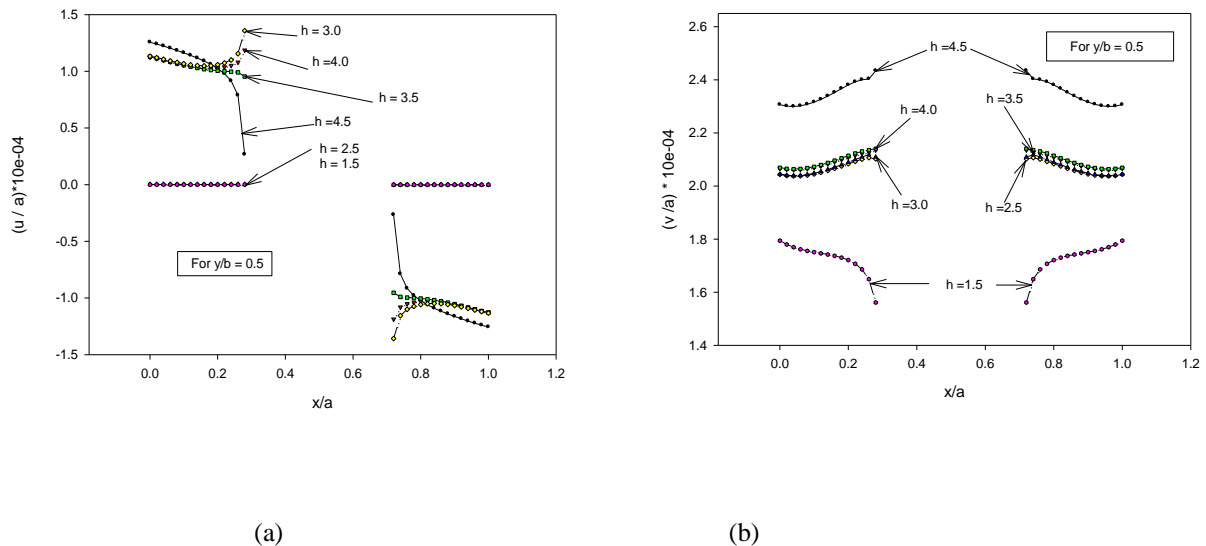 1.5
1.0
0.5
0.0
-0.5
-1.0
-1.5
(u / a)*10e-04
h = 3.0
h = 4.0
h = 3.5
h =4.5
h = 2.5
h = 1.5
For y/b = 0.5
0.0 0.2 0.4 0.6 0.8 1.0 1.2
x/a
(a)
2.6
2.4
2.2
2.0
1.8
1.6
1.4
(v /a) * 10e-04
For y/b = 0.5
h =4.5
h =4.0
h =3.5
h =3.0
h =2.5
h =1.5
0.0 0.2 0.4 0.6 0.8 1.0 1.2
x/a
(b)